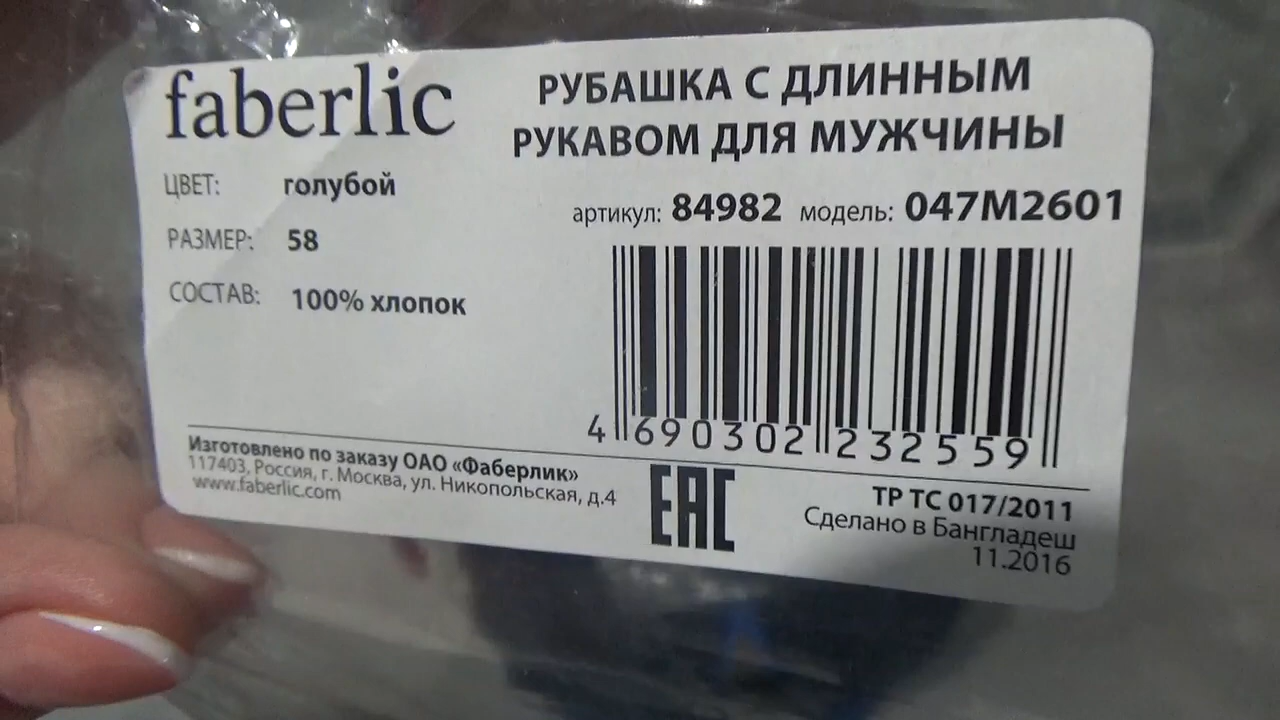 faberlic
РУБАШКА С ДЛИННЫМ
РУКАВОМ ДЛЯ МУЖЧИНЫ
ЦВЕТ: голубой
РАЗМЕР: 58
СОСТАВ: 100% хлопок
артикул: 84982 модель: 047M2601
4 690302 232559
Изготовлено по заказу ОАО «Фаберлик»
117403, Россия, г. Москва, ул. Никопольская, д.4
www.faberlic.com
EAC
ТР ТС 017/2011
Сделано в Бангладеш
11.2016